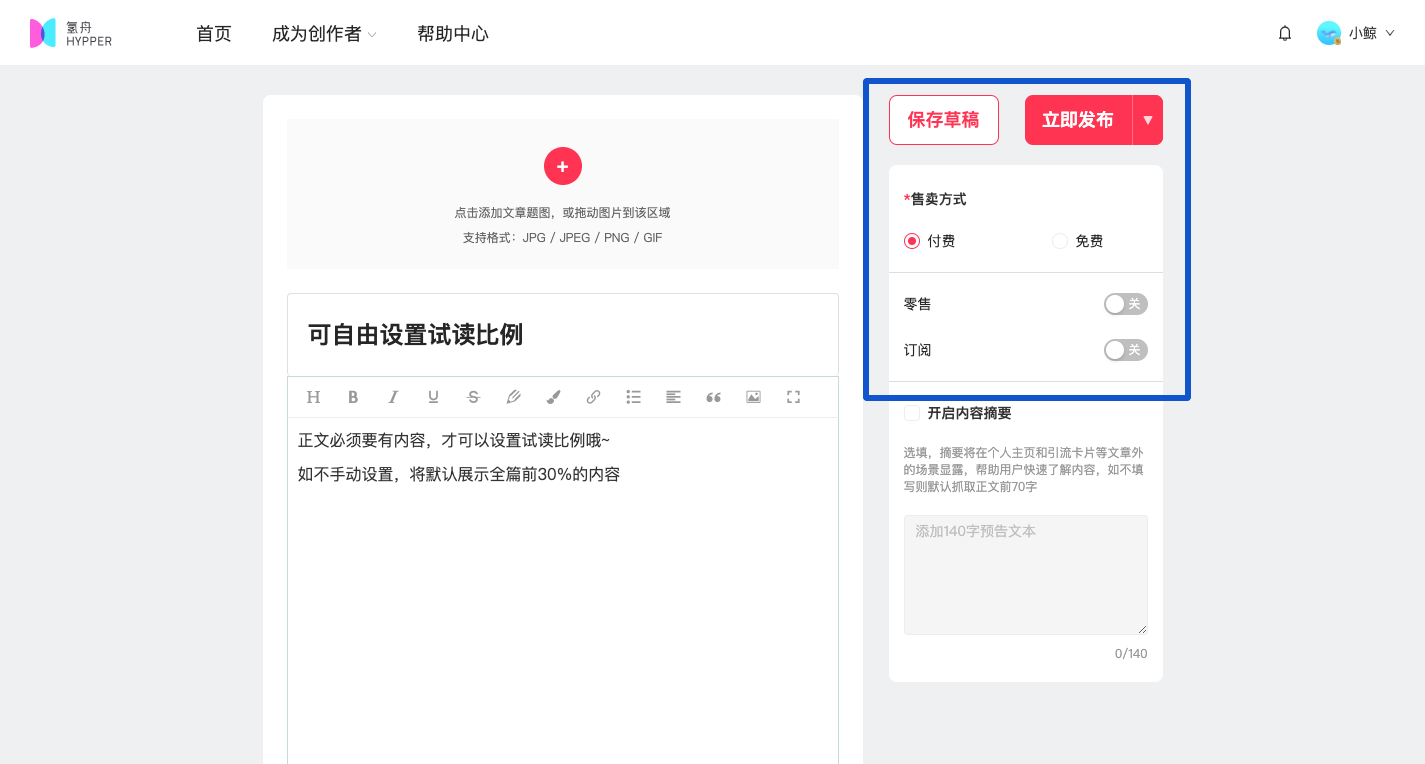 氢舟
HYPPER
首页
成为创作者
帮助中心
小鲸
点击添加文章题图，或拖动图片到该区域
支持格式：JPG / JPEG / PNG / GIF
可自由设置试读比例
H B I U S
正文必须要有内容，才可以设置试读比例哦~
如不手动设置，将默认展示全篇前30%的内容
保存草稿
立即发布
*售卖方式
付费
免费
零售
关
订阅
关
开启内容摘要
选填，摘要将在个人主页和引流卡片等文章外
的场景显露，帮助用户快速了解内容，如不填
写则默认抓取正文前70字
添加140字预告文本
0/140